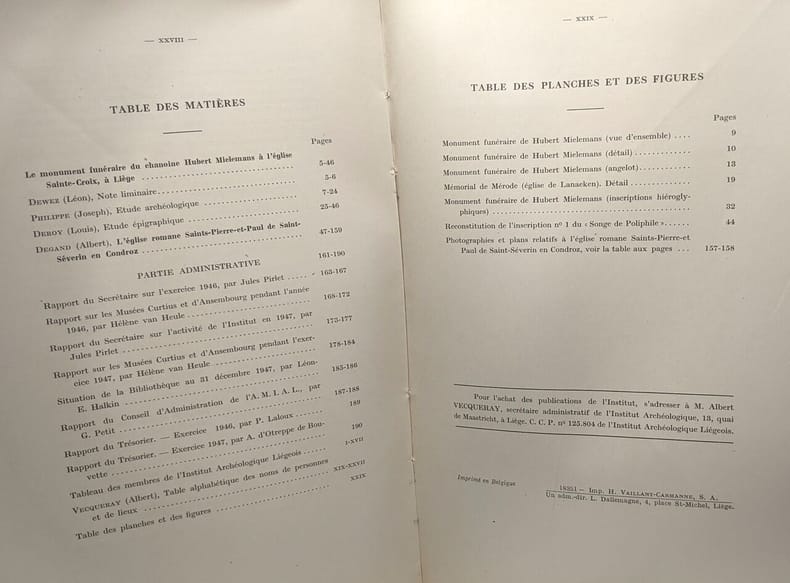 — XXVIII —
TABLE DES MATIÈRES
Pages
Le monument funéraire du chanoine Hubert Mielemans à l'église
Sainte-Croix, à Liège .......................... 5-46
DEWEZ (Léon), Note liminaire.......................... 5-6
PHILIPPE (Joseph), Etude archéologique .......................... 7-24
DEROY (Louis), Etude épigraphique .......................... 25-46
DEGAND (Albert), L'église romane Saints-Pierre-et-Paul de Saint-
Séverin en Condroz .......................... 47-159
PARTIE ADMINISTRATIVE 161-190
Rapport du Secrétaire sur l'exercice 1946, par Jules Pirlet ..... 163-167
Rapport sur les Musées Curtius et d'Ansembourg pendant l'année
1946, par Hélène van Heule .......................... 168-172
Rapport du Secrétaire sur l'activité de l'Institut en 1947, par
Jules Pirlet .......................... 173-177
Rapport sur les Musées Curtius et d'Ansembourg pendant l'exer-
cice 1947, par Hélène van Heule .......................... 178-184
Situation de la Bibliothèque au 31 décembre 1947, par Léon-
E. Halkin .......................... 185-186
Rapport du Conseil d'Administration de l'A. M. I. A. L., par
G. Petit .......................... 187-188
Rapport du Trésorier. — Exercice 1946, par P. Laloux ....... 189
Rapport du Trésorier. — Exercice 1947, par A. d'Otreppe de Bou-
vette .......................... 190
Tableau des membres de l'Institut Archéologique Liégeois ..... I-XVII
VECQUERAY (Albert), Table alphabétique des noms de personnes
et de lieux .......................... XIX-XXVII
Table des planches et des figures .......................... XXIX
— XXIX —
TABLE DES PLANCHES ET DES FIGURES
Pages
Monument funéraire de Hubert Mielemans (vue d'ensemble) .... 9
Monument funéraire de Hubert Mielemans (détail) ............. 10
Monument funéraire de Hubert Mielemans (angelot)............ 13
Mémorial de Mérode (église de Lanaeken). Détail .............. 19
Monument funéraire de Hubert Mielemans (inscriptions hiérogly-
phiques) .......................... 32
Reconstitution de l'inscription nº 1 du « Songe de Poliphile »...... 44
Photographies et plans relatifs à l'église romane Saints-Pierre-et
Paul de Saint-Séverin en Condroz, voir la table aux pages ... 157-158
Pour l'achat des publications de l'Institut, s'adresser à M. Albert
VECQUERAY, secrétaire administratif de l'Institut Archéologique, 13, quai
de Maastricht, à Liège. C. C. P. nº 125.804 de l'Institut Archéologique Liégeois.
Imprimé en Belgique
18351 — Imp. H. VAILLANT-CARMANNE, S. A.
Un adm.-dir. L. Dallemagne, 4, place St-Michel, Liège.